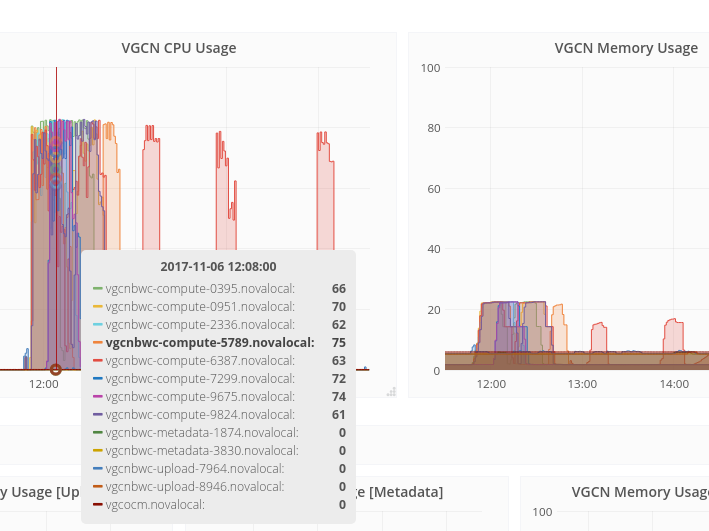 VGCN CPU Usage
VGCN Memory Usage
100
80
60
40
20
0
2017-11-06 12:08:00
vgcnbwc-compute-0395.novalocal: 66
vgcnbwc-compute-0951.novalocal: 70
vgcnbwc-compute-2336.novalocal: 62
vgcnbwc-compute-5789.novalocal: 75
vgcnbwc-compute-6387.novalocal: 63
vgcnbwc-compute-7299.novalocal: 72
vgcnbwc-compute-9675.novalocal: 74
vgcnbwc-compute-9824.novalocal: 61
vgcnbwc-metadata-1874.novalocal: 0
vgcnbwc-metadata-3830.novalocal: 0
vgcnbwc-upload-7964.novalocal: 0
vgcnbwc-upload-8946.novalocal: 0
vgcocm.novalocal: 0
12:00
12:00
13:00
14:00
y Usage [Up
e [Metadata]
VGCN Memory Usage
100